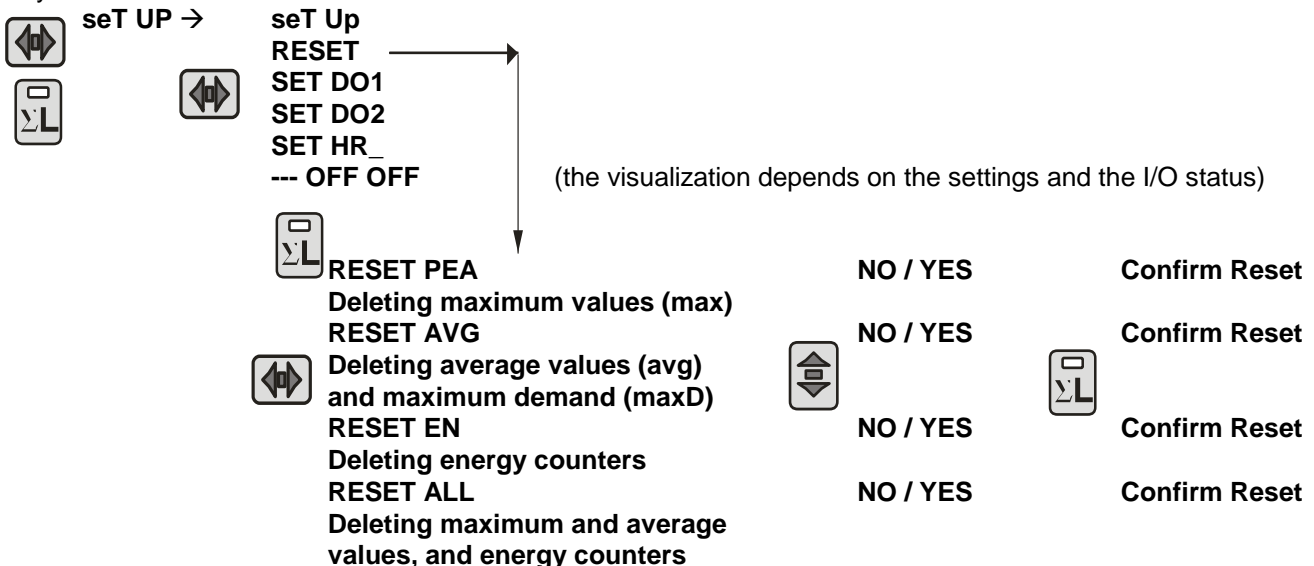 seT UP → seT Up
RESET
SET DO1
ΣL
SET DO2
SET HR_
--- OFF OFF (the visualization depends on the settings and the I/O status)
ΣL
RESET PEA NO / YES Confirm Reset
Deleting maximum values (max)
RESET AVG NO / YES Confirm Reset
Deleting average values (avg)
and maximum demand (maxD)
ΣL
RESET EN NO / YES Confirm Reset
Deleting energy counters
RESET ALL NO / YES Confirm Reset
Deleting maximum and average
values, and energy counters